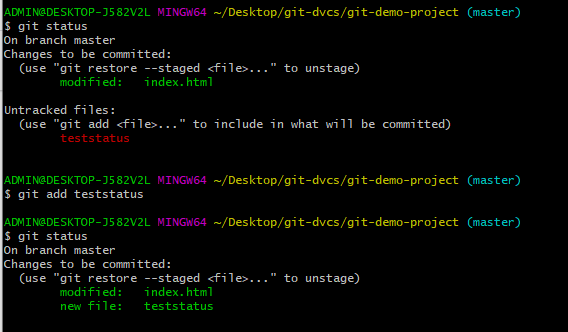 ADMIN@DESKTOP-J582V2L MINGW64 ~/Desktop/git-dvcs/git-demo-project (master)
$ git status
On branch master
Changes to be committed:
  (use "git restore --staged <file>..." to unstage)
        modified:   index.html

Untracked files:
  (use "git add <file>..." to include in what will be committed)
        teststatus

ADMIN@DESKTOP-J582V2L MINGW64 ~/Desktop/git-dvcs/git-demo-project (master)
$ git add teststatus

ADMIN@DESKTOP-J582V2L MINGW64 ~/Desktop/git-dvcs/git-demo-project (master)
$ git status
On branch master
Changes to be committed:
  (use "git restore --staged <file>..." to unstage)
        modified:   index.html
        new file:   teststatus